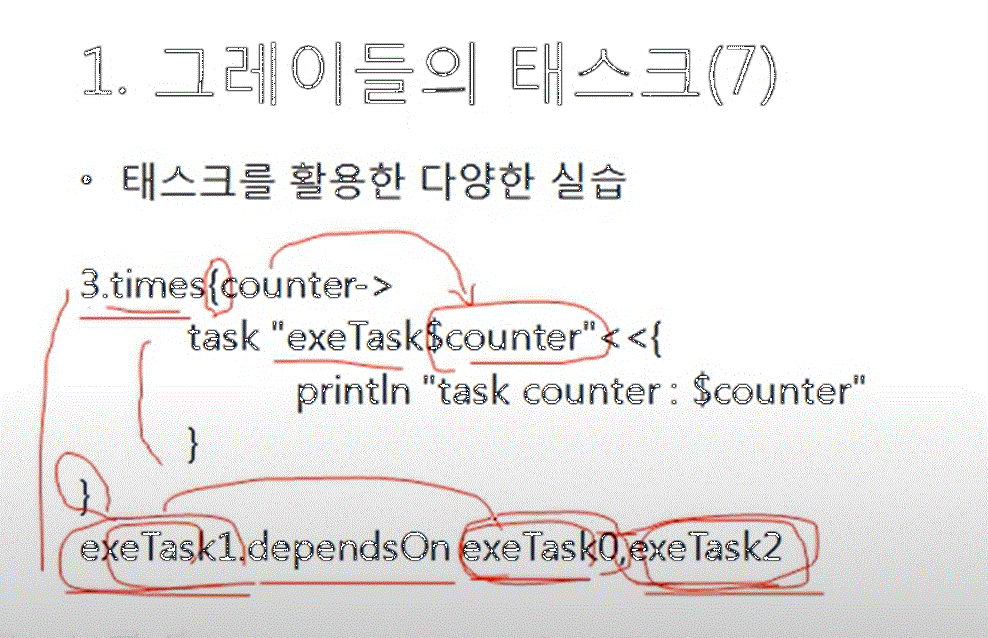 1. 그레이들의 태스크(7)
• 태스크를 활용한 다양한 실습
3.times{counter->
task "exeTask$counter"<<{
println "task counter : $counter"
}
}
exeTask1.dependsOn exeTask0,exeTask2